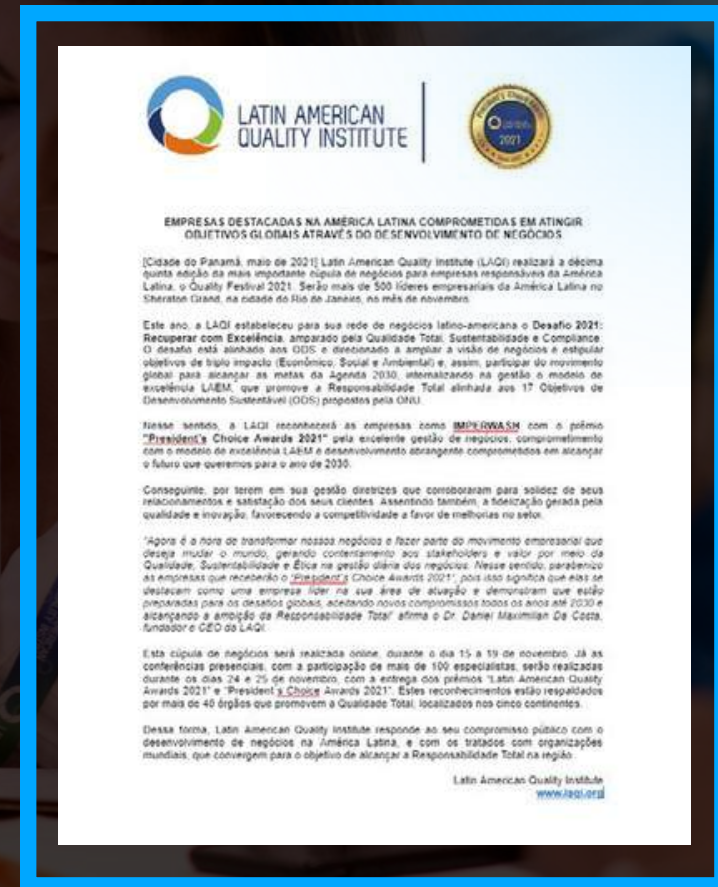 LATIN AMERICAN
QUALITY INSTITUTE
President's Choice Award
2021
EMPRESAS DESTACADAS NA AMÉRICA LATINA COMPROMETIDAS EM ATINGIR
OBJETIVOS GLOBAIS ATRAVÉS DO DESENVOLVIMENTO DE NEGÓCIOS
[Cidade do Panamá, maio de 2021] Latin American Quality Institute (LAQI) realizará a décima
quinta edição da mais importante cúpula de negócios para empresas responsáveis da América
Latina, o Quality Festival 2021. Serão mais de 500 líderes empresariais da América Latina no
Sheraton Grand, na cidade do Rio de Janeiro, no mês de novembro.
Este ano, a LAQI estabeleceu para sua rede de negócios latino-americana o Desafio 2021:
Recuperar com Excelência, amparado pela Qualidade Total, Sustentabilidade e Compliance.
O desafio está alinhado aos ODS e direcionado a ampliar a visão de negócios e estipular
objetivos de triplo impacto (Econômico, Social e Ambiental) e, assim, participar do movimento
global para alcançar as metas da Agenda 2030, internalizando na gestão o modelo de
excelência LAEM, que promove a Responsabilidade Total alinhada aos 17 Objetivos de
Desenvolvimento Sustentável (ODS) propostos pela ONU.
Nesse sentido, a LAQI reconhecerá as empresas como IMPERWASH com o prêmio
"President's Choice Awards 2021" pela excelente gestão de negócios, comprometimento
com o modelo de excelência LAEM e desenvolvimento abrangente comprometidos em alcançar
o futuro que queremos para o ano de 2030.
Conseguinte, por terem em sua gestão diretrizes que corroboraram para solidez de seus
relacionamentos e satisfação dos seus clientes. Assentindo também, a fidelização gerada pela
qualidade e inovação, favorecendo a competitividade a favor de melhorias no setor.
"Agora é a hora de transformar nossos negócios e fazer parte do movimento empresarial que
deseja mudar o mundo, gerando contentamento aos stakeholders e valor por meio da
Qualidade, Sustentabilidade e Ética na gestão diária dos negócios. Nesse sentido, parabenizo
as empresas que receberão o "President's Choice Awards 2021", pois isso significa que elas se
destacam como uma empresa líder na sua área de atuação e demonstram que estão
preparadas para os desafios globais, aceitando novos compromissos todos os anos até 2030 e
alcançando a ambição da Responsabilidade Total" afirma o Dr. Daniel Maximilian Da Costa,
fundador e CEO da LAQI.
Esta cúpula de negócios será realizada online, durante o dia 15 a 19 de novembro. Já as
conferências presenciais, com a participação de mais de 100 especialistas, serão realizadas
durante os dias 24 e 25 de novembro, com a entrega dos prêmios "Latin American Quality
Awards 2021" e "President's Choice Awards 2021". Estes reconhecimentos estão respaldados
por mais de 40 órgãos que promovem a Qualidade Total, localizados nos cinco continentes.
Dessa forma, Latin American Quality Institute responde ao seu compromisso público com o
desenvolvimento de negócios na América Latina, e com os tratados com organizações
mundiais, que convergem para o objetivo de alcançar a Responsabilidade Total na região.
Latin American Quality Institute
www.laqi.org